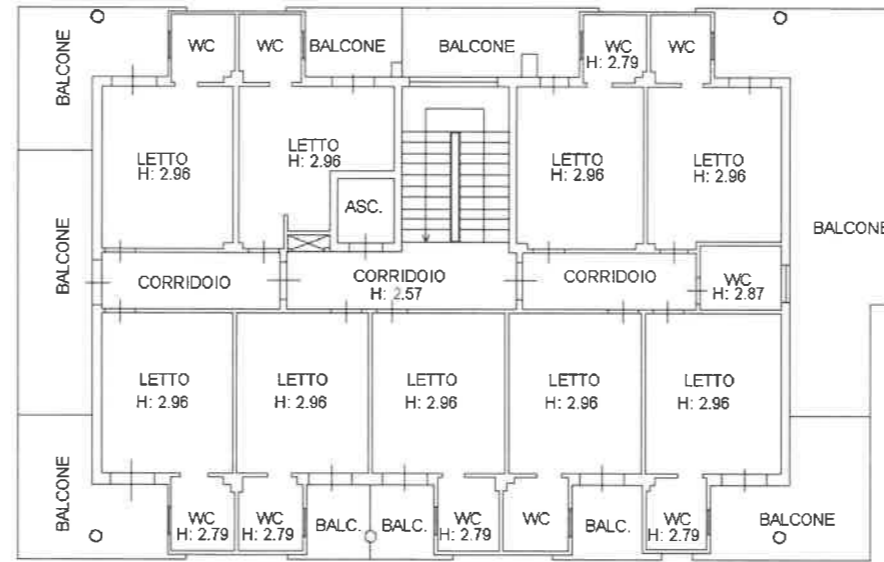 WC
WC
BALCONE
BALCONE
WC
H: 2.79
WC
BALCONE
LETTO
H: 2.96
LETTO
H: 2.96
LETTO
H: 2.96
LETTO
H: 2.96
ASC.
BALCONE
BALCONE
CORRIDOIO
CORRIDOIO
H: 2.57
CORRIDOIO
WC
H: 2.87
LETTO
H: 2.96
LETTO
H: 2.96
LETTO
H: 2.96
LETTO
H: 2.96
LETTO
H: 2.96
BALCONE
WC
H: 2.79
WC
H: 2.79
BALC.
BALC.
WC
H: 2.79
WC
BALC.
WC
H: 2.79
BALCONE